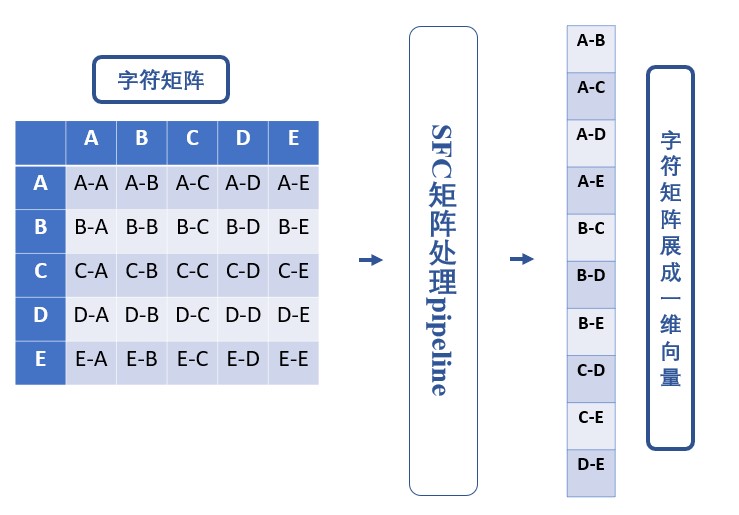 字符矩阵
A B C D E
A A-A A-B A-C A-D A-E
B B-A B-B B-C B-D B-E
C C-A C-B C-C C-D C-E
D D-A D-B D-C D-D D-E
E E-A E-B E-C E-D E-E
SFC矩阵处理pipeline
A-B
A-C
A-D
A-E
B-C
B-D
B-E
C-D
C-E
D-E
字符矩阵展成一维向量